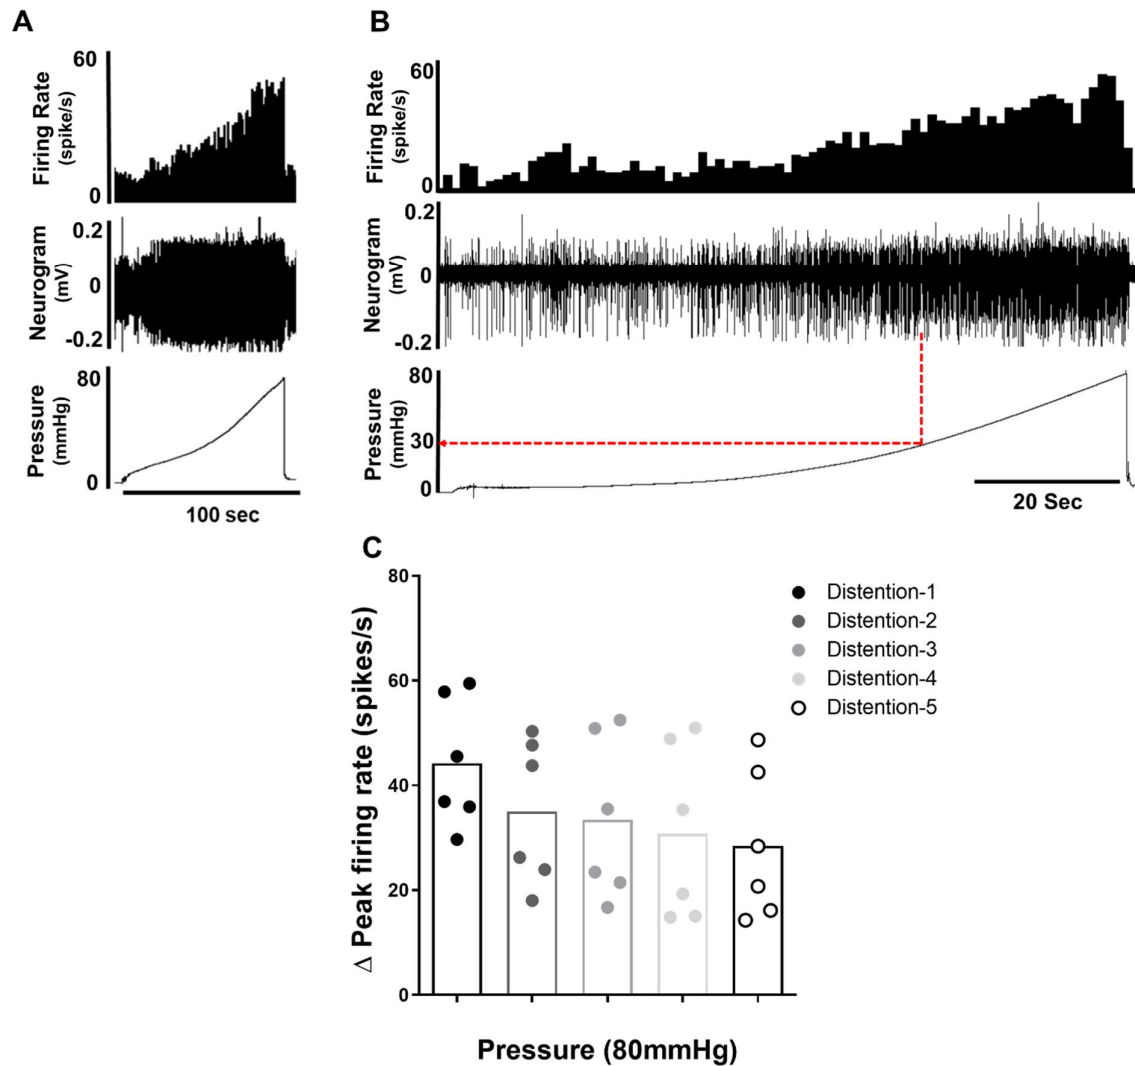 A
60
Firing Rate
(spike/s)
0
0.2
Neurogram
(mV)
0
-0.2
80
Pressure
(mmHg)
0
100 sec
B
60
Firing Rate
(spike/s)
0
0.2
Neurogram
(mV)
0
-0.2
80
Pressure
(mmHg)
30
0
20 Sec
C
80
60
40
20
0
Δ Peak firing rate (spikes/s)
Distention-1
Distention-2
Distention-3
Distention-4
Distention-5
Pressure (80mmHg)